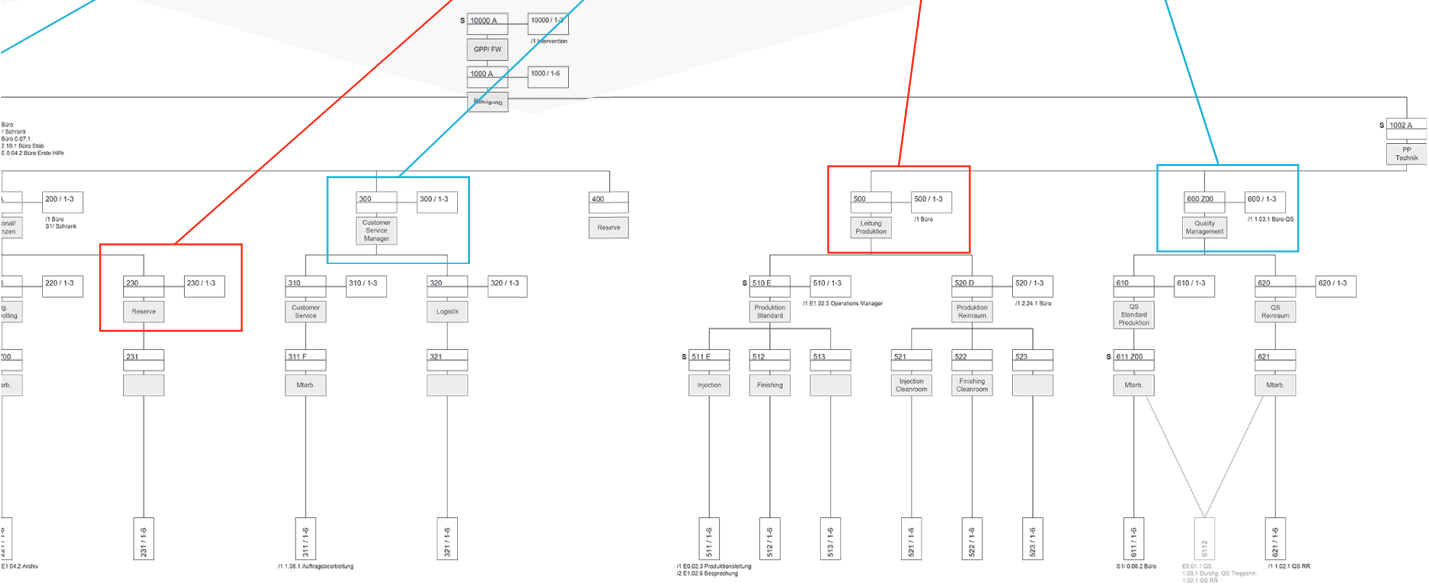 S 10000 A
10000 / 1-3
/1 Intervention
GPP/ FW
1000 A
1000 / 1-6
Reinigung
Büro
/ Schrank
Büro 0.07.1
2.10.1 Büro Stab
E 0.04.2 Büro Erste Hilfe
S 1002 A
PP
Technik
200 / 1-3
/1 Büro
S1/ Schrank
300
300 / 1-3
Customer
Service
Manager
400
Reserve
500
500 / 1-3
/1 Büro
Leitung
Produktion
600 Z00
600 / 1-3
/1 1.03.1 Büro QS
Quality
Management
220 / 1-3
230
230 / 1-3
Reserve
310
310 / 1-3
Customer
Service
320
320 / 1-3
Logistik
S 510 E
510 / 1-3
/1 E1.02.5 Operations Manager
Produktion
Standard
520 D
520 / 1-3
/1 2.24.1 Büro
Produktion
Reinraum
610
610 / 1-3
QS
Standard
Produktion
620
620 / 1-3
QS
Reinraum
231
311 F
Mtarb.
321
S 511 E
Injection
512
Finishing
513
521
Injection
Cleanroom
522
Finishing
Cleanroom
523
S 611 Z00
Mtarb.
621
Mtarb.
E1.04.2 Archiv
231 / 1-6
311 / 1-6
/1 1.08.1 Auftragsbearbeitung
321 / 1-6
511 / 1-6
/1 E0.02.3 Produktionsleitung
/2 E1.02.6 Besprechung
512 / 1-6
513 / 1-6
521 / 1-6
522 / 1-6
523 / 1-6
611 / 1-6
S1/ 0.06.2 Büro
6112
E0.01.1 QS
1.05.1 Durchg. QS Treppenh.
1.02.1 QS RR
621 / 1-6
/1 1.02.1 QS RR